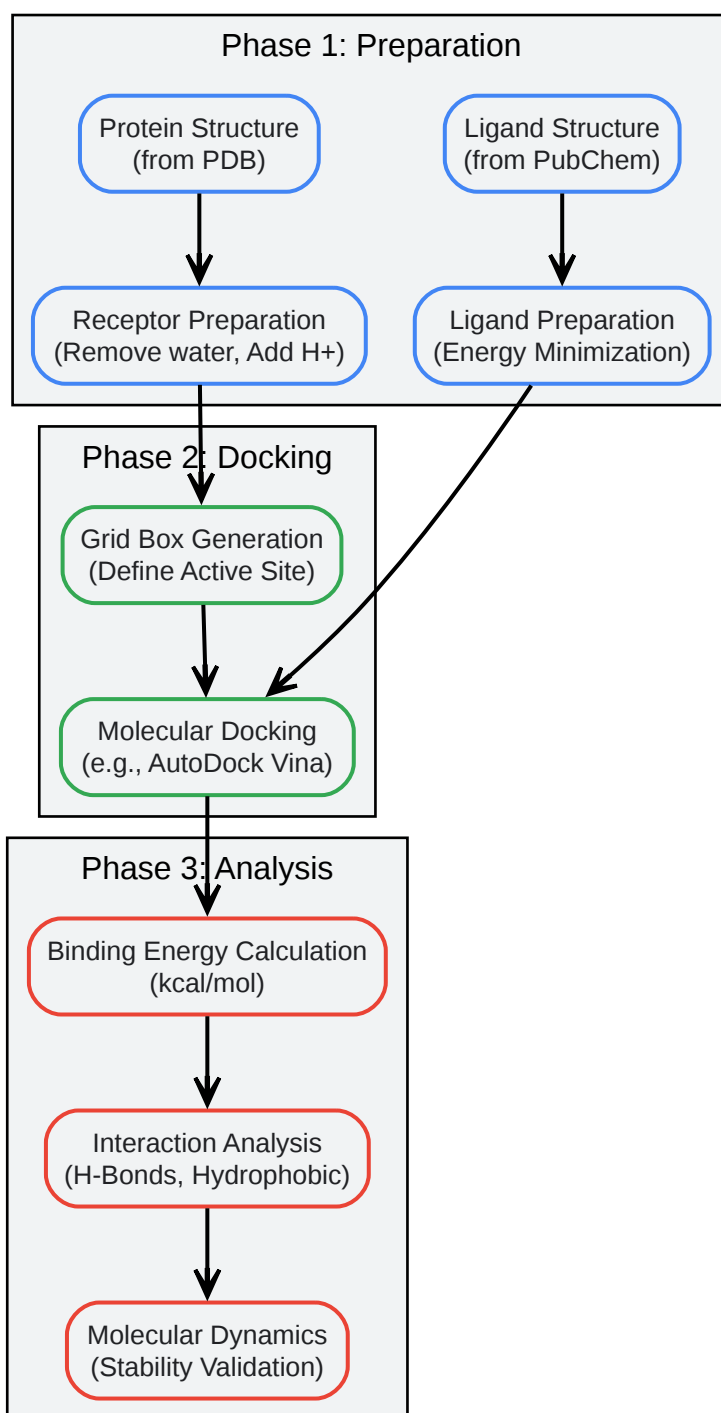 Phase 1: Preparation
Protein Structure
(from PDB)
Ligand Structure
(from PubChem)
Receptor Preparation
(Remove water, Add H+)
Ligand Preparation
(Energy Minimization)
Phase 2: Docking
Grid Box Generation
(Define Active Site)
Molecular Docking
(e.g., AutoDock Vina)
Phase 3: Analysis
Binding Energy Calculation
(kcal/mol)
Interaction Analysis
(H-Bonds, Hydrophobic)
Molecular Dynamics
(Stability Validation)